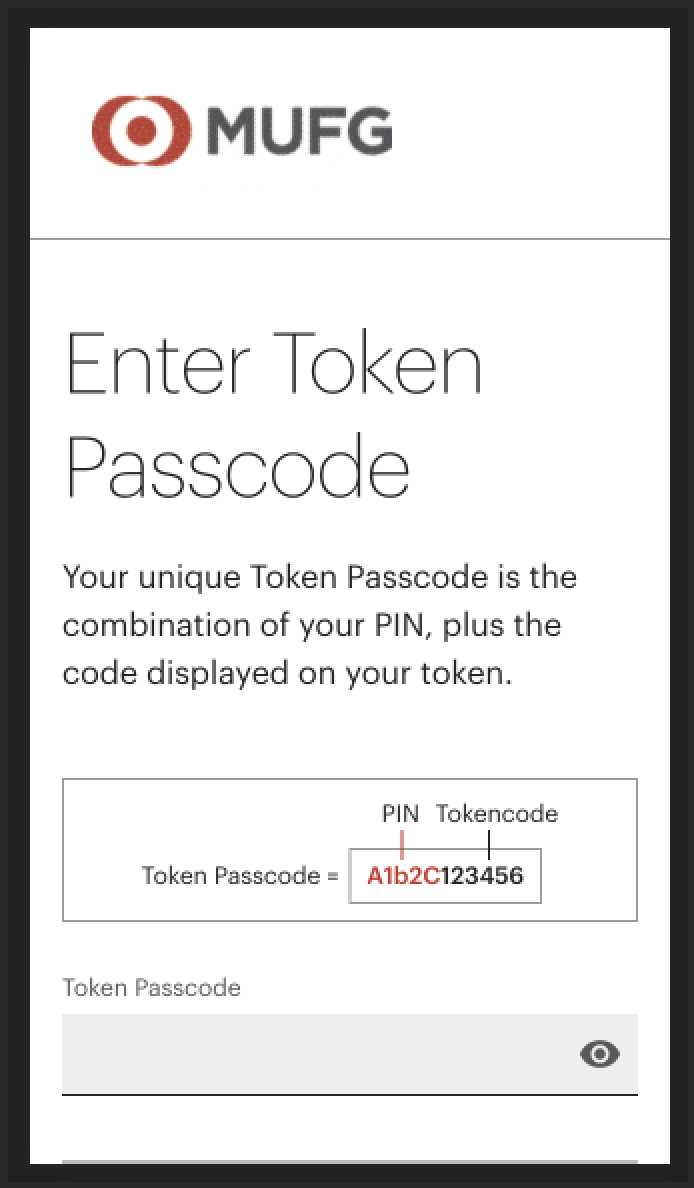 MUFG
Enter Token
Passcode
Your unique Token Passcode is the
combination of your PIN, plus the
code displayed on your token.
PIN Tokencode
Token Passcode = A1b2C123456
Token Passcode